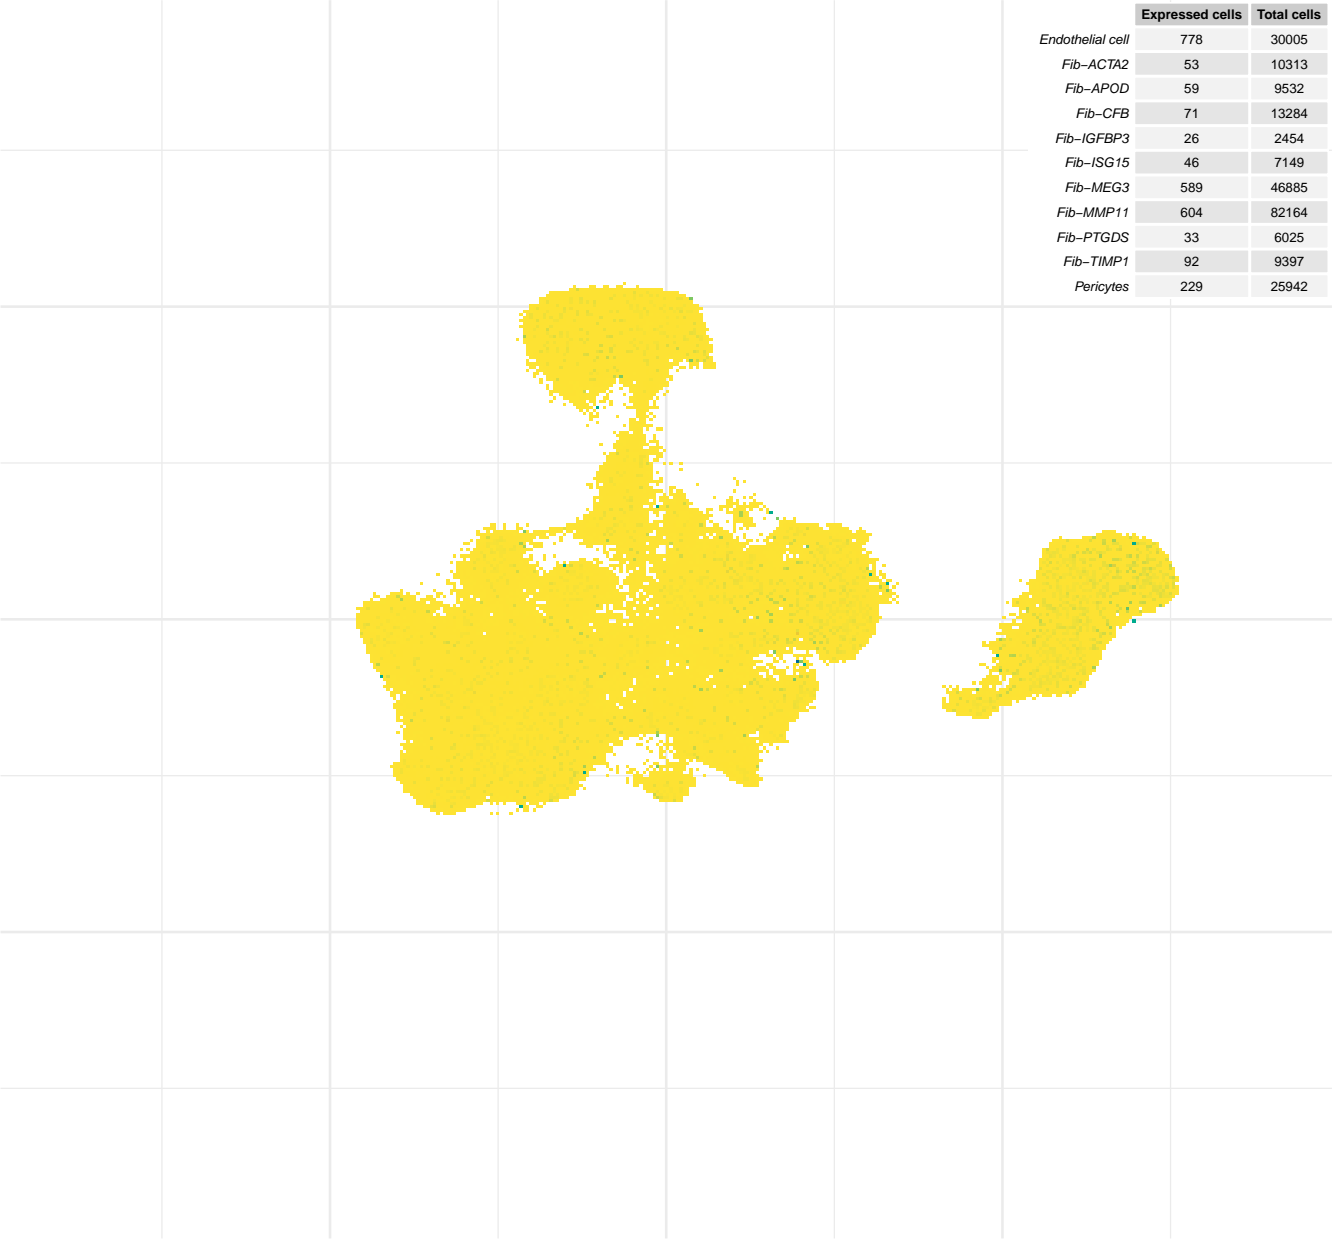 Expressed cells Total cells
Endothelial cell 778 30005
Fib−ACTA2 53 10313
Fib−APOD 59 9532
Fib−CFB 71 13284
Fib−IGFBP3 26 2454
Fib−ISG15 46 7149
Fib−MEG3 589 46885
Fib−MMP11 604 82164
Fib−PTGDS 33 6025
Fib−TIMP1 92 9397
Pericytes 229 25942